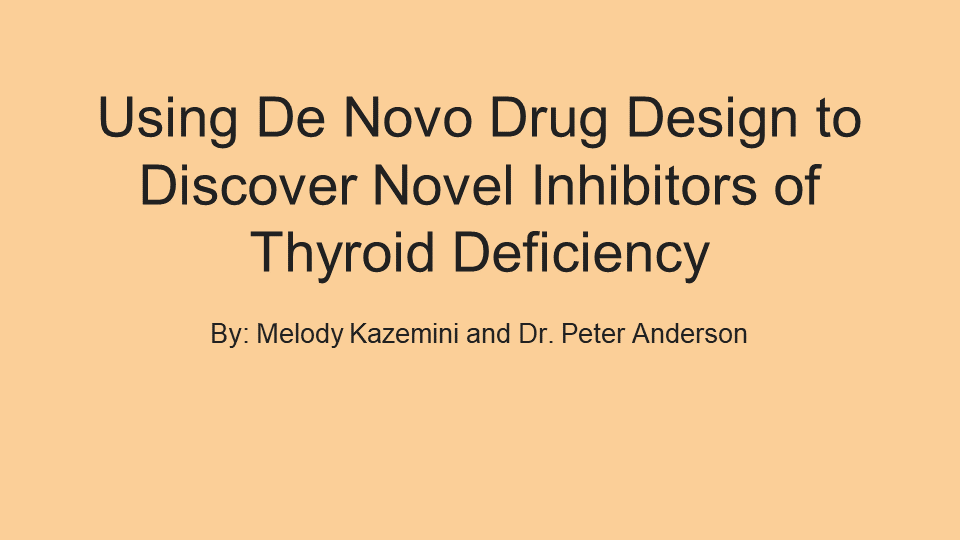 Using De Novo Drug Design to
Discover Novel Inhibitors of
Thyroid Deficiency
By: Melody Kazemini and Dr. Peter Anderson